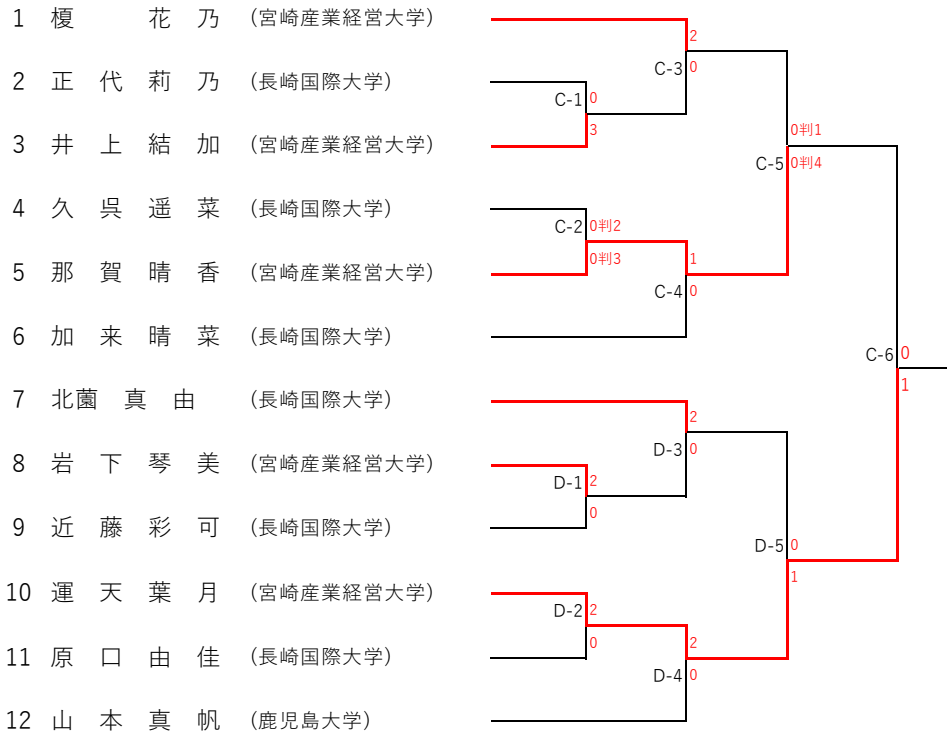 1 榎 花 乃 (宮崎産業経営大学)
2
C-3
0
2 正 代 莉 乃 (長崎国際大学)
C-1 0
3
0判1
3 井 上 結 加 (宮崎産業経営大学)
C-5 0判4
4 久 呉 遥 菜 (長崎国際大学)
C-2 0判2
0判3
1
5 那 賀 晴 香 (宮崎産業経営大学)
C-4 0
6 加 来 晴 菜 (長崎国際大学)
C-6 0
1
7 北薗 真 由 (長崎国際大学)
2
D-3 0
8 岩 下 琴 美 (宮崎産業経営大学)
D-1 2
0
9 近 藤 彩 可 (長崎国際大学)
D-5 0
1
10 運 天 葉 月 (宮崎産業経営大学)
D-2 2
0
2
11 原 口 由 佳 (長崎国際大学)
D-4 0
12 山 本 真 帆 (鹿児島大学)